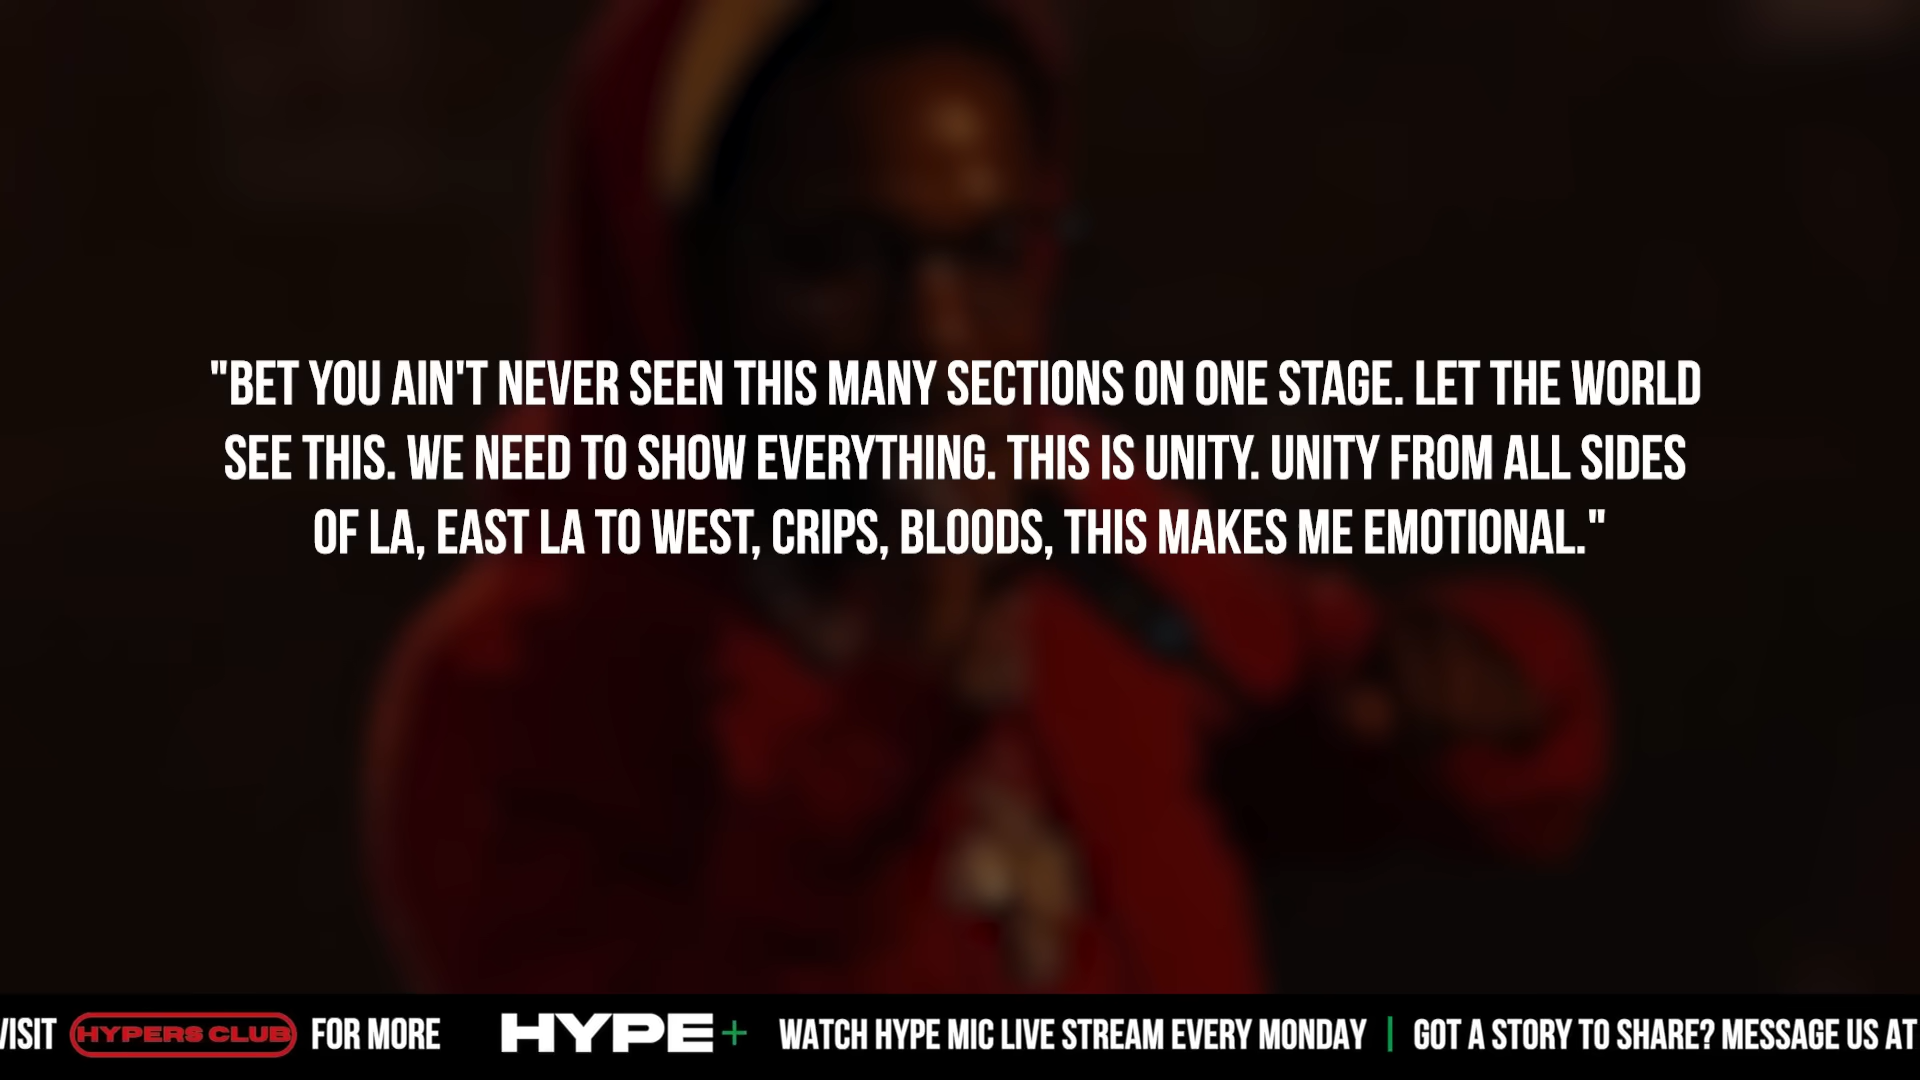 "BET YOU AIN'T NEVER SEEN THIS MANY SECTIONS ON ONE STAGE. LET THE WORLD
SEE THIS. WE NEED TO SHOW EVERYTHING. THIS IS UNITY. UNITY FROM ALL SIDES
OF LA, EAST LA TO WEST, CRIPS, BLOODS, THIS MAKES ME EMOTIONAL."
VISIT HYPERS CLUB FOR MORE HYPE+ WATCH HYPE MIC LIVE STREAM EVERY MONDAY | GOT A STORY TO SHARE? MESSAGE US AT